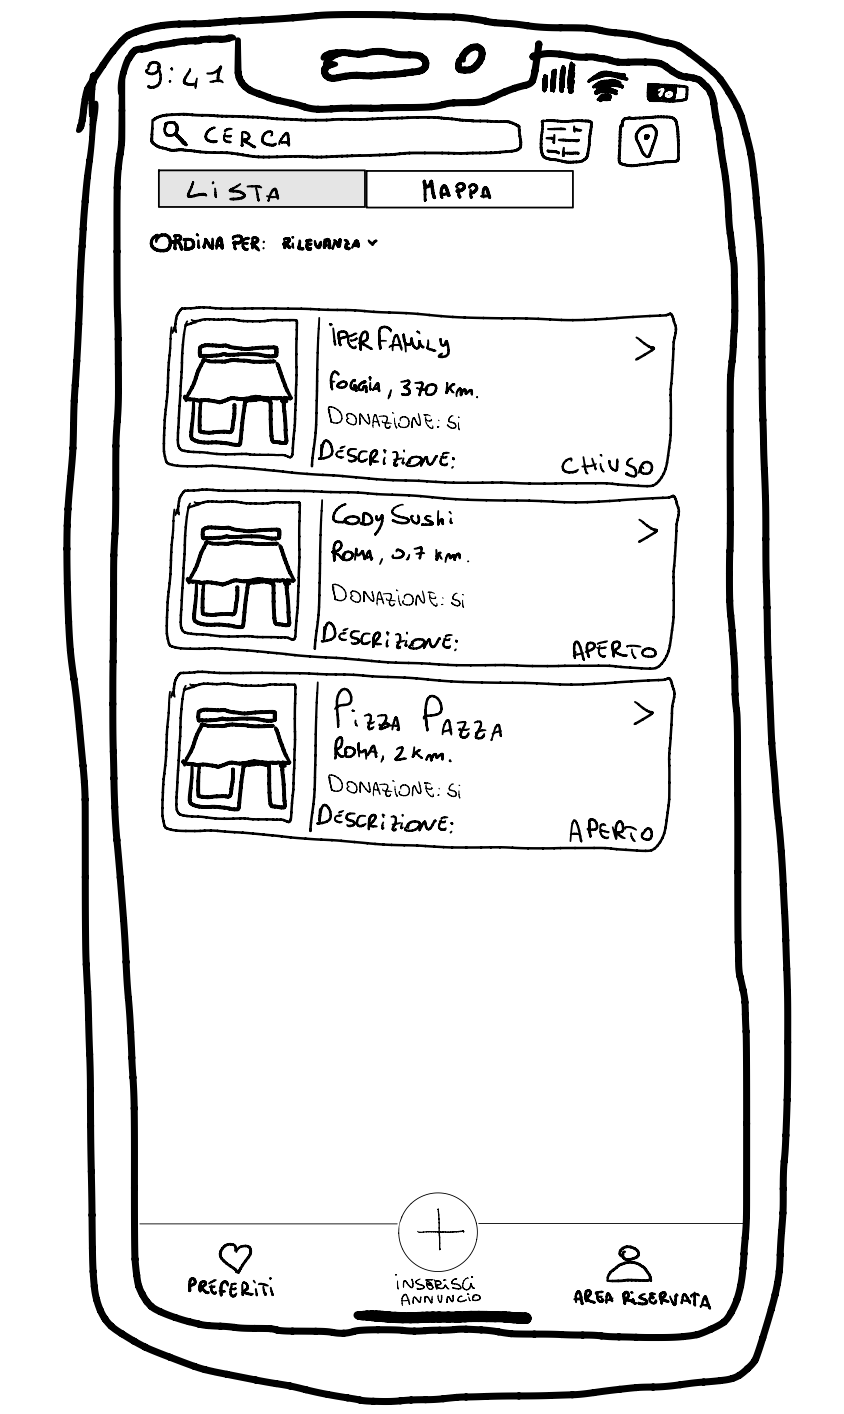 9:41
10
CERCA
LISTA MAPPA
ORDINA PER: RILEVANZA
IPER FAMILY
FOGGIA, 370 Km.
DONAZIONE: Si
DESCRIZIONE:
CHIUSO
CODY SUSHI
ROMA, 0,7 Km.
DONAZIONE: Si
DESCRIZIONE:
APERTO
PIZZA PAZZA
ROMA, 2 Km.
DONAZIONE: Si
DESCRIZIONE:
APERTO
PREFERITI
INSERISCI
ANNUNCIO
AREA RISERVATA